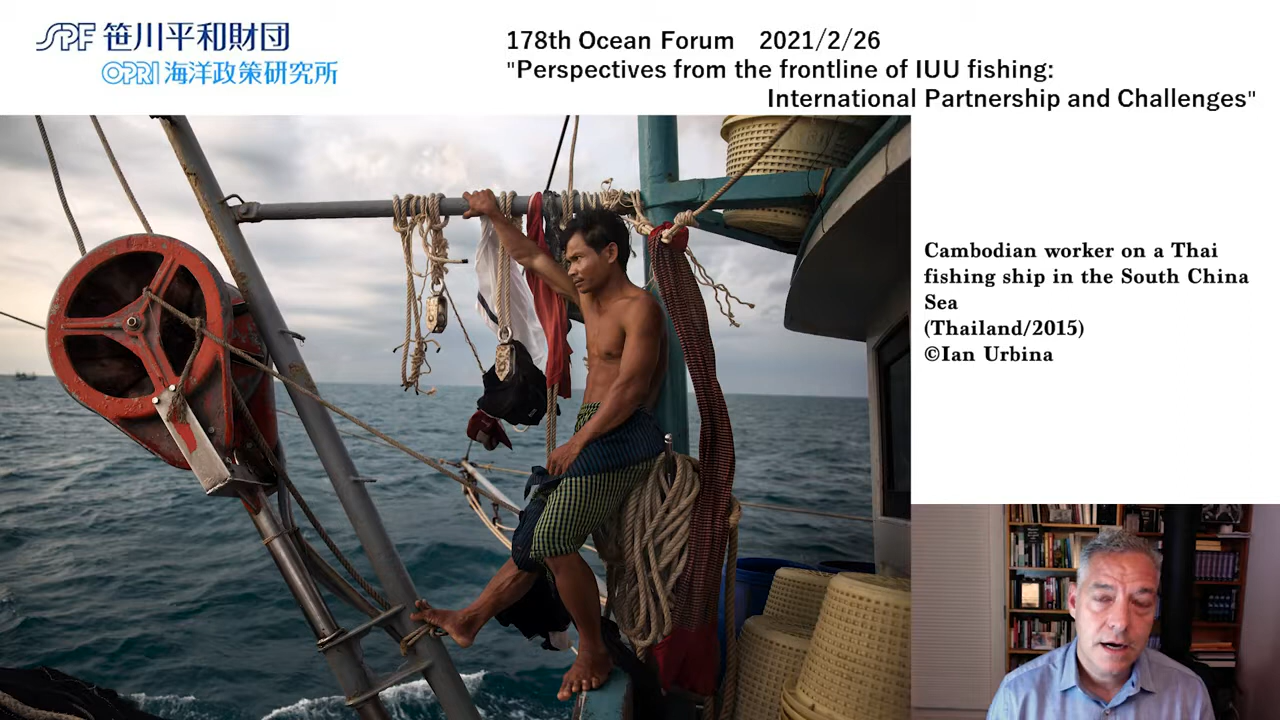 SPF 笹川平和財団
OPRI 海洋政策研究所
178th Ocean Forum 2021/2/26
"Perspectives from the frontline of IUU fishing:
International Partnership and Challenges"
Cambodian worker on a Thai
fishing ship in the South China
Sea
(Thailand/2015)
©Ian Urbina